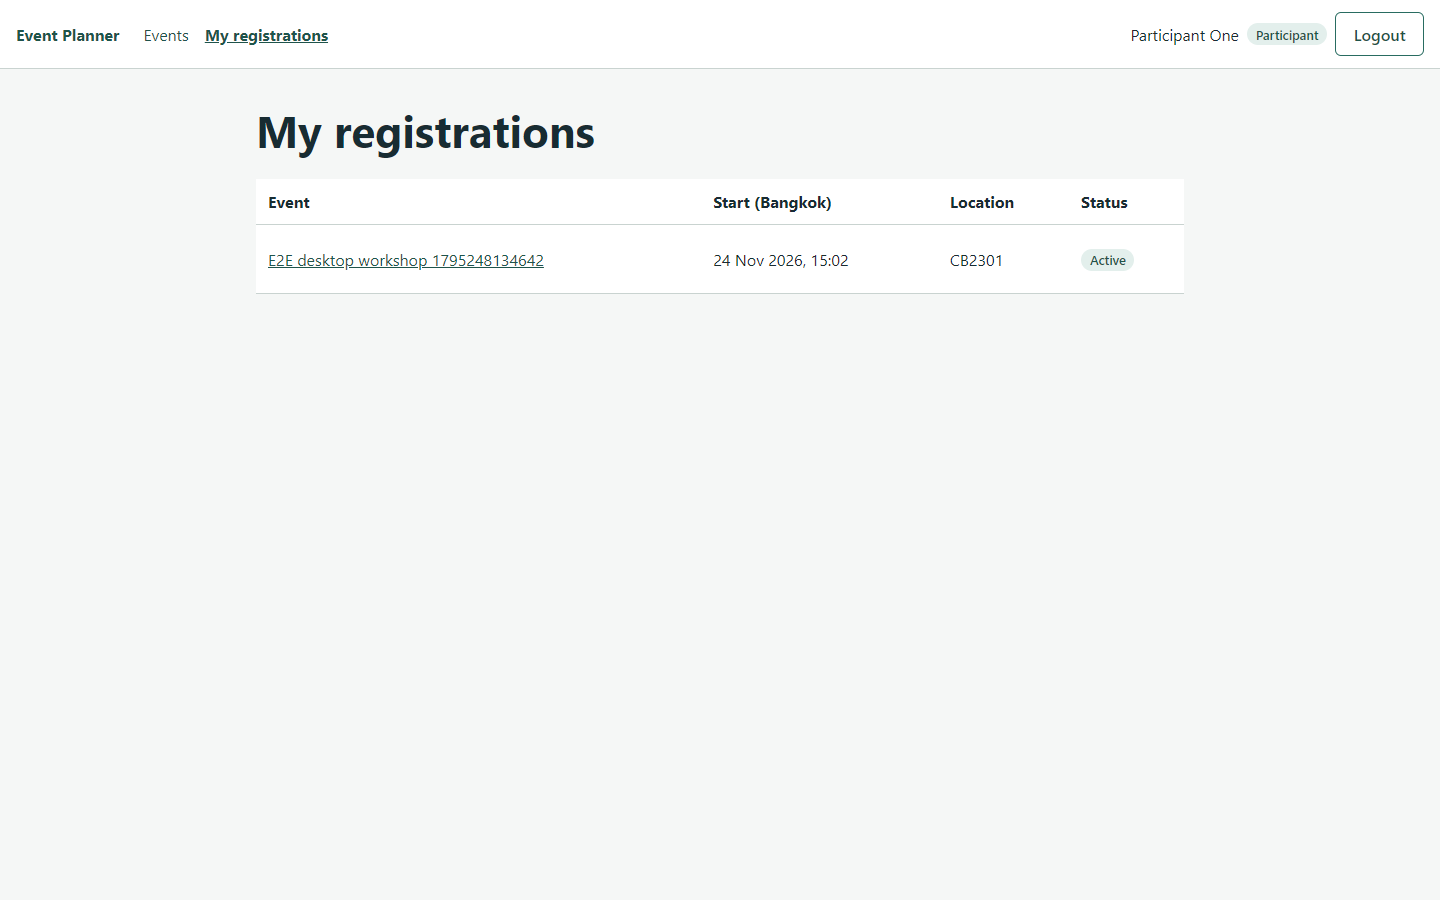 Event Planner Events My registrations Participant One Participant Logout
My registrations
Event Start (Bangkok) Location Status
E2E desktop workshop 1795248134642 24 Nov 2026, 15:02 CB2301 Active